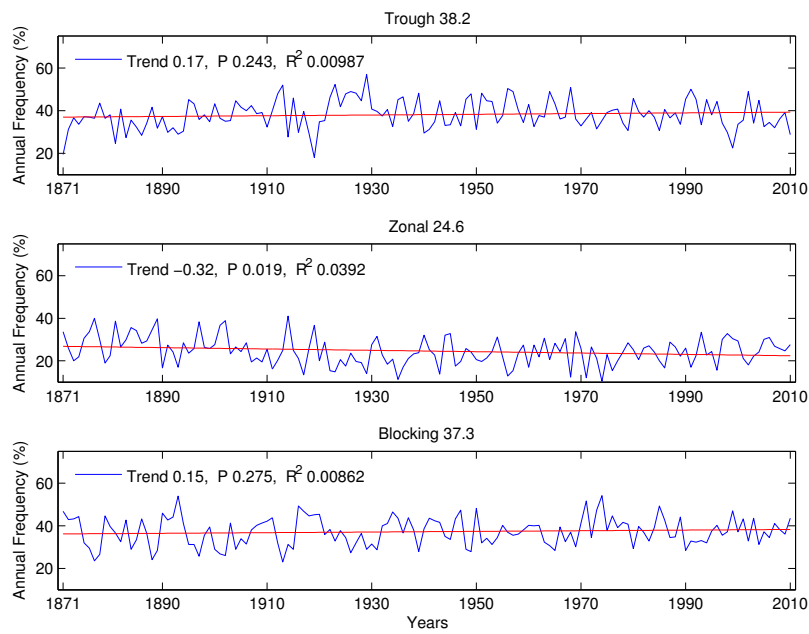 Trough 38.2
Trend 0.17, P 0.243, R² 0.00987
Annual Frequency (%)
60
40
20
1871 1890 1910 1930 1950 1970 1990 2010
Zonal 24.6
Trend −0.32, P 0.019, R² 0.0392
Annual Frequency (%)
60
40
20
1871 1890 1910 1930 1950 1970 1990 2010
Blocking 37.3
Trend 0.15, P 0.275, R² 0.00862
Annual Frequency (%)
60
40
20
1871 1890 1910 1930 1950 1970 1990 2010
Years